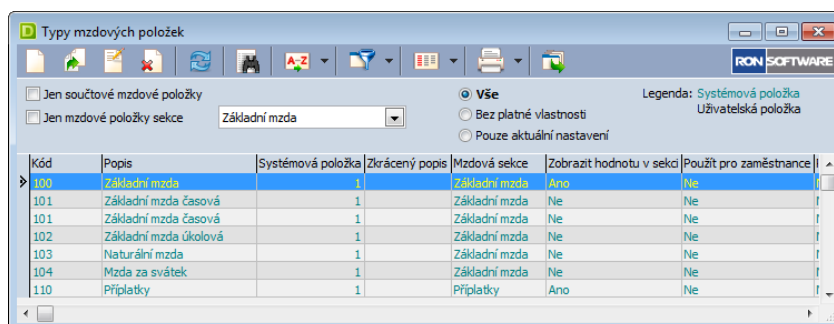 Typy mzdových položek
A-Z
RON SOFTWARE
Jen součtové mzdové položky
Jen mzdové položky sekce
Základní mzda
Vše
Bez platné vlastnosti
Pouze aktuální nastavení
Legenda: Systémová položka
Uživatelská položka
Kód Popis Systémová položka Zkrácený popis Mzdová sekce Zobrazit hodnotu v sekci Použít pro zaměstnance
100 Základní mzda 1 Základní mzda Ano Ne
101 Základní mzda časová 1 Základní mzda Ne Ne
101 Základní mzda časová 1 Základní mzda Ne Ne
102 Základní mzda úkolová 1 Základní mzda Ne Ne
103 Naturální mzda 1 Základní mzda Ne Ne
104 Mzda za svátek 1 Základní mzda Ne Ne
110 Příplatky 1 Příplatky Ano Ne